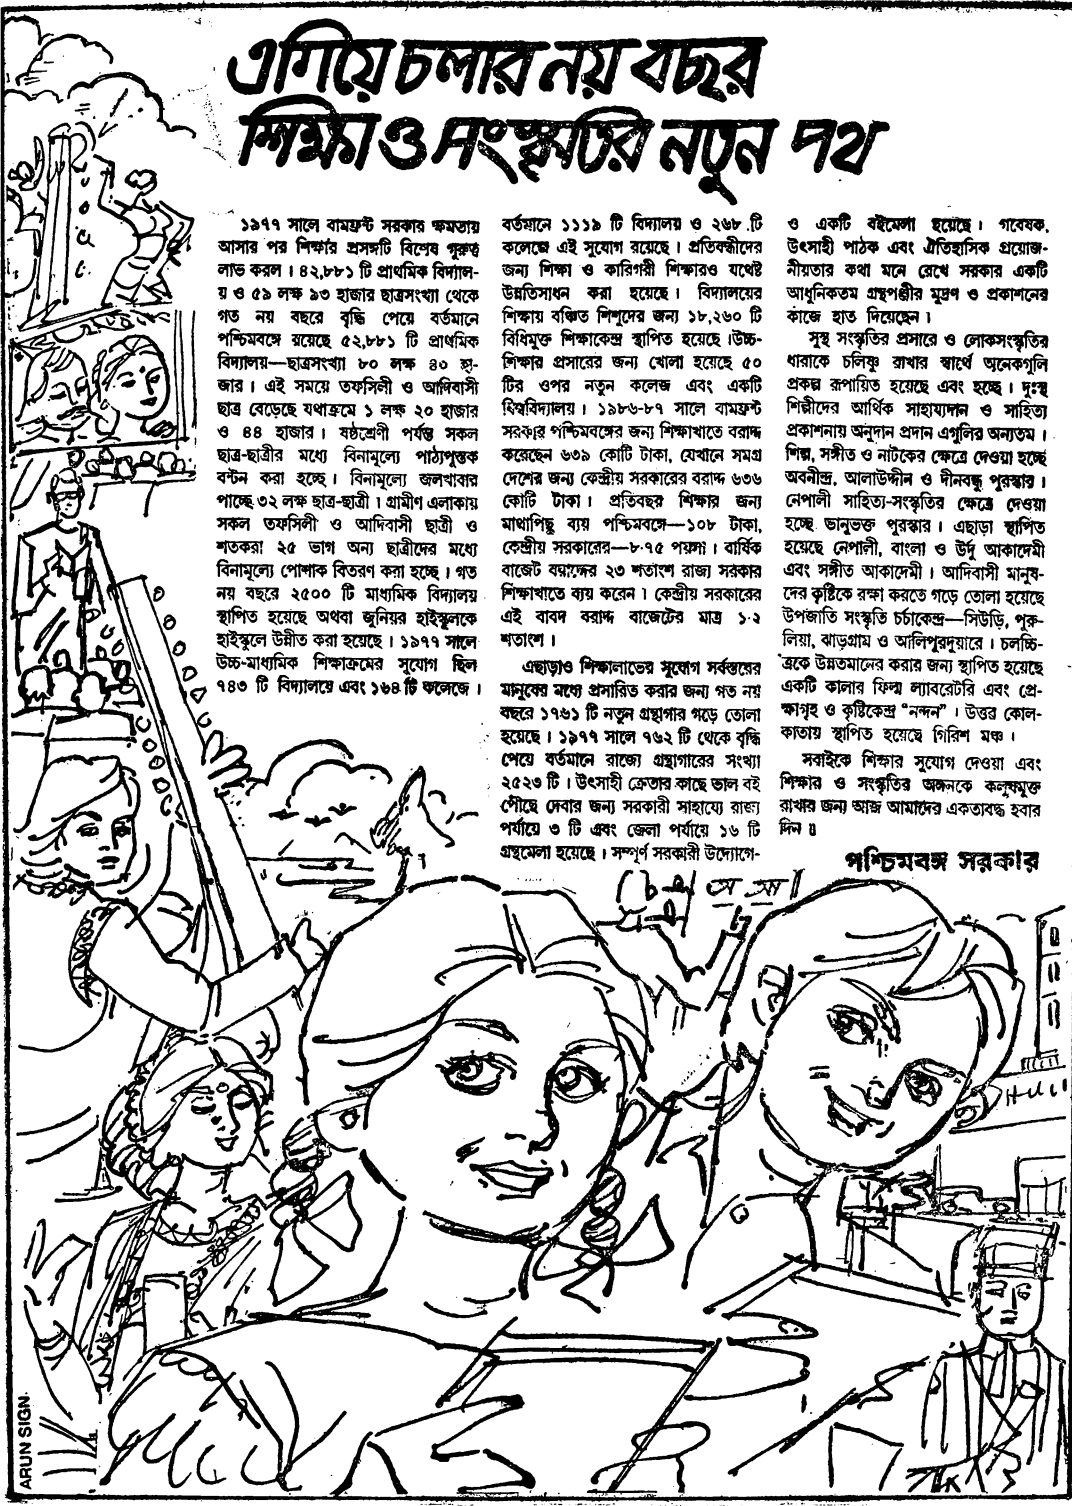 এগিয়ে চলার নয় বছর
শিক্ষা ও সংস্কৃতির নতুন পথ
১৯৭৭ সালে বামফ্রন্ট সরকার ক্ষমতায়
আসার পর শিক্ষার প্রসঙ্গটি বিশেষ গুরুত্ব
লাভ করল। ৪২,৮৮১ টি প্রাথমিক বিদ্যাল-
য় ও ৫৯ লক্ষ ৯৩ হাজার ছাত্রসংখ্যা থেকে
গত নয় বছরে বৃদ্ধি পেয়ে বর্তমানে
পশ্চিমবঙ্গে রয়েছে ৫২,৮৮১ টি প্রাথমিক
বিদ্যালয়—ছাত্রসংখ্যা ৮০ লক্ষ ৪০ হা-
জার। এই সময়ে তফসিলী ও আদিবাসী
ছাত্র বেড়েছে যথাক্রমে ১ লক্ষ ২০ হাজার
ও ৪৪ হাজার। ষষ্ঠশ্রেণী পর্যন্ত সকল
ছাত্র-ছাত্রীর মধ্যে বিনামূল্যে পাঠ্যপুস্তক
বন্টন করা হচ্ছে। বিনামূল্যে জলখাবার
পাচ্ছে ৩২ লক্ষ ছাত্র-ছাত্রী। গ্রামীণ এলাকায়
সকল তফসিলী ও আদিবাসী ছাত্রী ও
শতকরা ২৫ ভাগ অন্য ছাত্রীদের মধ্যে
বিনামূল্যে পোশাক বিতরণ করা হচ্ছে। গত
নয় বছরে ২৫০০ টি মাধ্যমিক বিদ্যালয়
স্থাপিত হয়েছে অথবা জুনিয়র হাইস্কুলকে
হাইস্কুলে উন্নীত করা হয়েছে। ১৯৭৭ সালে
উচ্চ-মাধ্যমিক শিক্ষাক্রমের সুযোগ ছিল
৭৪৩ টি বিদ্যালয়ে এবং ১৬৪ টি কলেজে।
বর্তমানে ১১১৯ টি বিদ্যালয় ও ২৬৮ টি
কলেজে এই সুযোগ রয়েছে। প্রতিবন্ধীদের
জন্য শিক্ষা ও কারিগরী শিক্ষারও যথেষ্ট
উন্নতিসাধন করা হয়েছে। বিদ্যালয়ের
শিক্ষায় বঞ্চিত শিশুদের জন্য ১৮,২৬০ টি
বিধিমুক্ত শিক্ষাকেন্দ্র স্থাপিত হয়েছে।উচ্চ-
শিক্ষার প্রসারের জন্য খোলা হয়েছে ৫০
টির ওপর নতুন কলেজ এবং একটি
বিশ্ববিদ্যালয়। ১৯৮৬-৮৭ সালে বামফ্রন্ট
সরকার পশ্চিমবঙ্গের জন্য শিক্ষাখাতে বরাদ্দ
করেছেন ৬৩৯ কোটি টাকা, যেখানে সমগ্র
দেশের জন্য কেন্দ্রীয় সরকারের বরাদ্দ ৬৩৬
কোটি টাকা। প্রতিবছর শিক্ষার জন্য
মাথাপিছু ব্যয় পশ্চিমবঙ্গে—১০৮ টাকা,
কেন্দ্রীয় সরকারের—৮·৭৫ পয়সা। বার্ষিক
বাজেট বরাদ্দের ২৩ শতাংশ রাজ্য সরকার
শিক্ষাখাতে ব্যয় করেন। কেন্দ্রীয় সরকারের
এই বাবদ বরাদ্দ বাজেটের মাত্র ১·২
শতাংশ।
এছাড়াও শিক্ষালাভের সুযোগ সর্বস্তরের
মানুষের মধ্যে প্রসারিত করার জন্য গত নয়
বছরে ১৭৬১ টি নতুন গ্রন্থাগার গড়ে তোলা
হয়েছে। ১৯৭৭ সালে ৭৬২ টি থেকে বৃদ্ধি
পেয়ে বর্তমানে রাজ্যে গ্রন্থাগারের সংখ্যা
২৫২৩ টি। উৎসাহী ক্রেতার কাছে ভাল বই
পৌঁছে দেবার জন্য সরকারী সাহায্যে রাজ্য
পর্যায়ে ৩ টি এবং জেলা পর্যায়ে ১৬ টি
গ্রন্থমেলা হয়েছে। সম্পূর্ণ সরকারী উদ্যোগে-
ও একটি বইমেলা হয়েছে। গবেষক,
উৎসাহী পাঠক এবং ঐতিহাসিক প্রয়োজ-
নীয়তার কথা মনে রেখে সরকার একটি
আধুনিকতম গ্রন্থপঞ্জীর মুদ্রণ ও প্রকাশনের
কাজে হাত দিয়েছেন।
সুস্থ সংস্কৃতির প্রসারে ও লোকসংস্কৃতির
ধারাকে চলিষ্ণু রাখার স্বার্থে অনেকগুলি
প্রকল্প রূপায়িত হয়েছে এবং হচ্ছে। দুঃস্থ
শিল্পীদের আর্থিক সাহায্যদান ও সাহিত্য
প্রকাশনায় অনুদান প্রদান এগুলির অন্যতম।
শিল্প, সঙ্গীত ও নাটকের ক্ষেত্রে দেওয়া হচ্ছে
অবনীন্দ্র, আলাউদ্দীন ও দীনবন্ধু পুরস্কার।
নেপালী সাহিত্য-সংস্কৃতির ক্ষেত্রে দেওয়া
হচ্ছে ভানুভক্ত পুরস্কার। এছাড়া স্থাপিত
হয়েছে নেপালী, বাংলা ও উর্দু আকাদেমী
এবং সঙ্গীত আকাদেমী। আদিবাসী মানুষ-
দের কৃষ্টিকে রক্ষা করতে গড়ে তোলা হয়েছে
উপজাতি সংস্কৃতি চর্চাকেন্দ্র—সিউড়ি, পুরু-
লিয়া, ঝাড়গ্রাম ও আলিপুরদুয়ারে। চলচ্চি-
ত্রকে উন্নতমানের করার জন্য স্থাপিত হয়েছে
একটি কালার ফিল্ম ল্যাবরেটরি এবং প্রে-
ক্ষাগৃহ ও কৃষ্টিকেন্দ্র “নন্দন”। উত্তর কোল-
কাতায় স্থাপিত হয়েছে গিরিশ মঞ্চ।
সবাইকে শিক্ষার সুযোগ দেওয়া এবং
শিক্ষার ও সংস্কৃতির অঙ্গনকে কলুষমুক্ত
রাখার জন্য আজ আমাদের একতাবদ্ধ হবার
দিন॥
পশ্চিমবঙ্গ সরকার
অ আ
ARUN SIGN